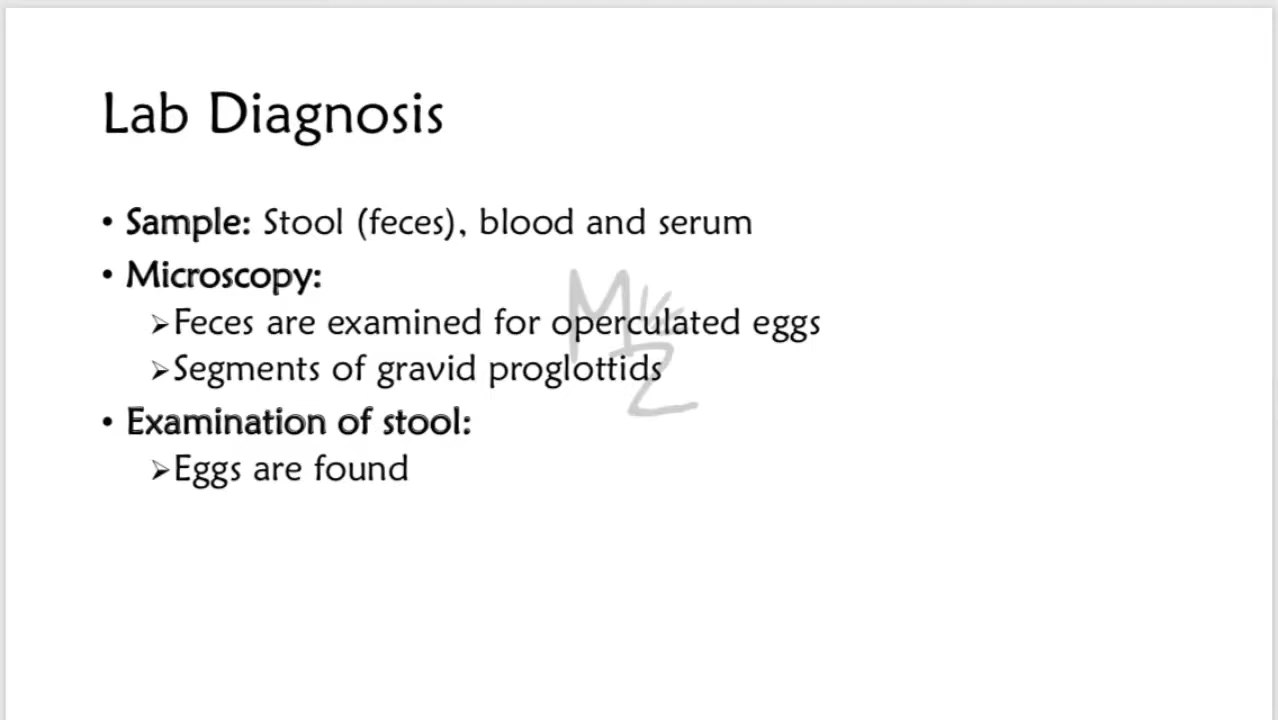 Lab Diagnosis
• Sample: Stool (feces), blood and serum
• Microscopy:
➢Feces are examined for operculated eggs
➢Segments of gravid proglottids
• Examination of stool:
➢Eggs are found